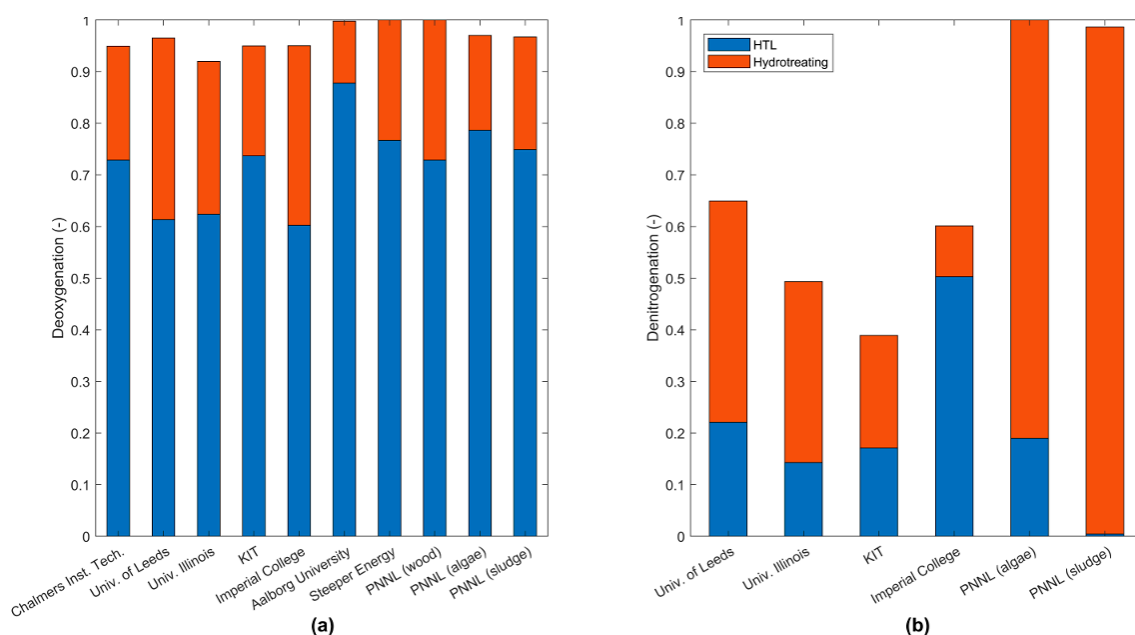 1
0.9
0.8
0.7
0.6
0.5
0.4
0.3
0.2
0.1
0
Deoxygenation (-)
Chalmers Inst. Tech.
Univ. of Leeds
Univ. Illinois
KIT
Imperial College
Aalborg University
Steeper Energy
PNNL (wood)
PNNL (algae)
PNNL (sludge)
(a)
1
0.9
0.8
0.7
0.6
0.5
0.4
0.3
0.2
0.1
0
Denitrogenation (-)
HTL
Hydrotreating
Univ. of Leeds
Univ. Illinois
KIT
Imperial College
PNNL (algae)
PNNL (sludge)
(b)